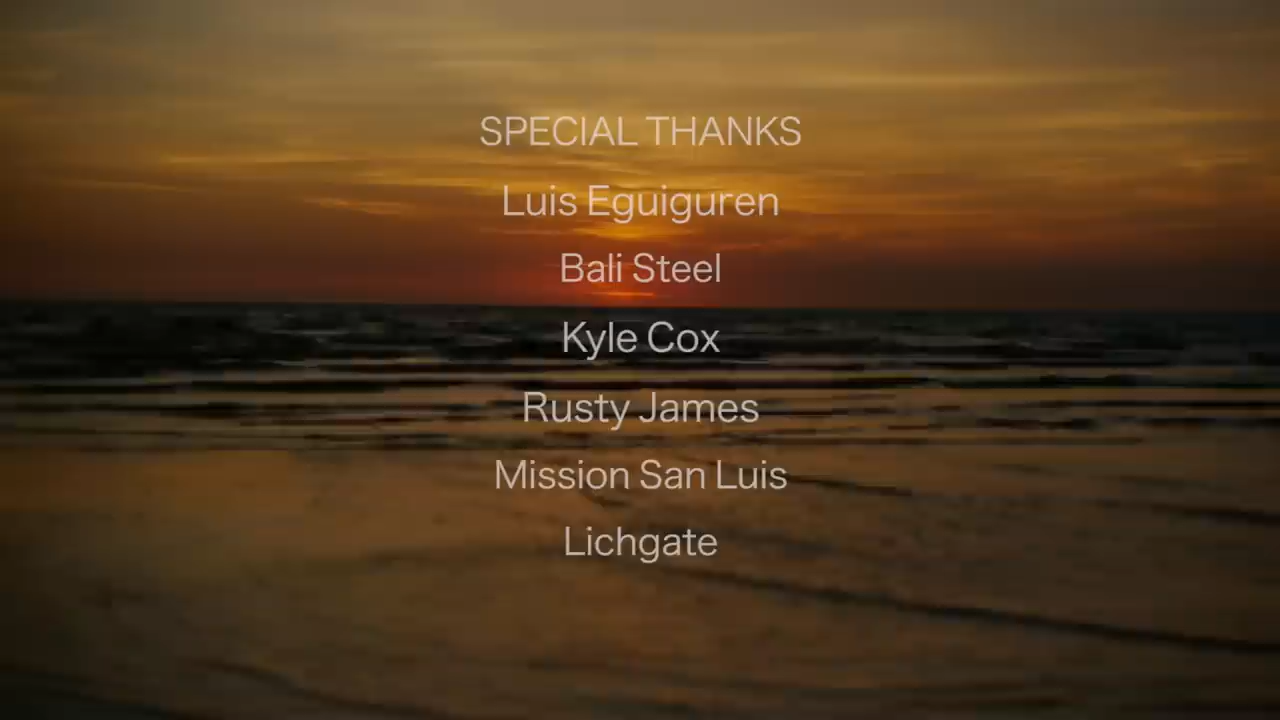 SPECIAL THANKS
Luis Eguiguren
Bali Steel
Kyle Cox
Rusty James
Mission San Luis
Lichgate